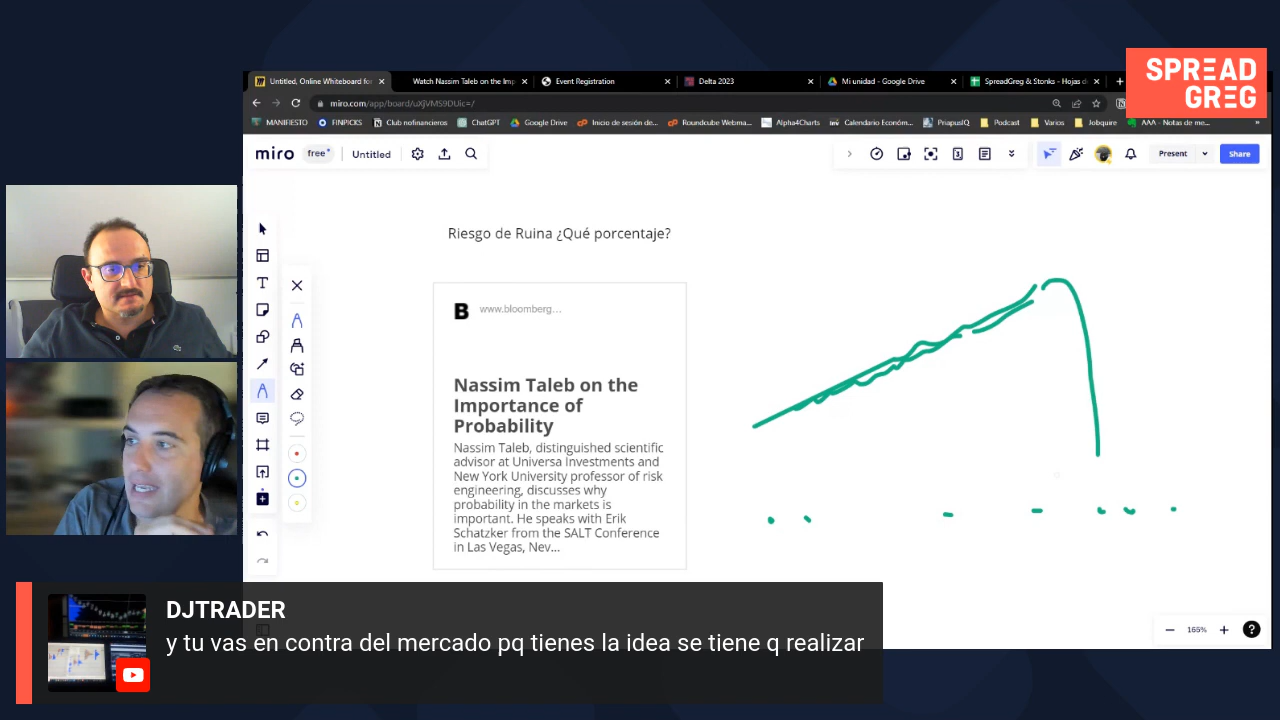 SPREAD
GREG
Untitled, Online Whiteboard for
Watch Nassim Taleb on the Imp
Event Registration
Delta 2023
Mi unidad - Google Drive
SpreadGreg & Stonks - Hojas d
miro.com/app/board/uXjVMS9DUic=/
MANIFIESTO
FINPICKS
Club nofinancieros
ChatGPT
Google Drive
Inicio de sesión de...
Roundcube Webma...
Alpha4Charts
Calendario Económ...
PriapusIQ
Podcast
Varios
Jobquire
AAA - Notas de me...
miro
free
Untitled
Present
Share
Riesgo de Ruina ¿Qué porcentaje?
B www.bloomberg...
Nassim Taleb on the
Importance of
Probability
Nassim Taleb, distinguished scientific
advisor at Universa Investments and
New York University professor of risk
engineering, discusses why
probability in the markets is
important. He speaks with Erik
Schatzker from the SALT Conference
in Las Vegas, Nev...
165%
DJTRADER
y tu vas en contra del mercado pq tienes la idea se tiene q realizar